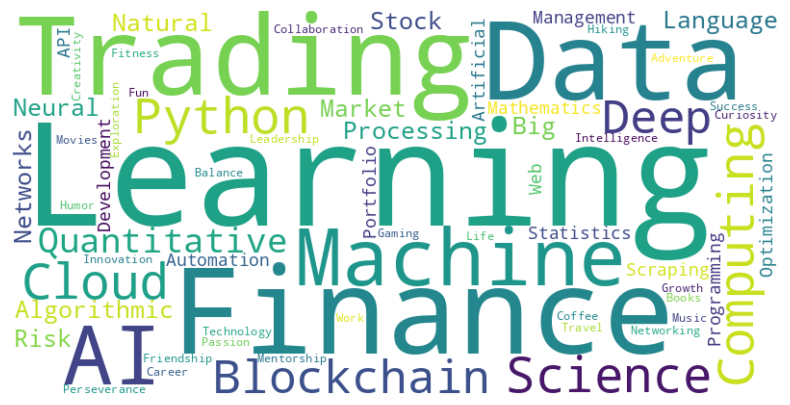 Trading
Data
Natural
Collaboration
Stock
Management
Language
API
Creativity
Fitness
Hiking
Artificial
Adventure
Fun
Neural
Python
Market
Mathematics
Deep
Success
Curiosity
Exploration
Movies
Development
Leadership
Processing
Big
Intelligence
Networks
Learning
Balance
Portfolio
Web
Computing
Optimization
Humor
Quantitative
Gaming
Life
Statistics
Innovation
Automation
Machine
Scraping
Programming
Cloud
Finance
Growth
Books
Algorithmic
Risk
Technology
Passion
Work
Coffee
Travel
Music
Networking
AI
Friendship
Mentorship
Career
Perseverance
Blockchain
Science